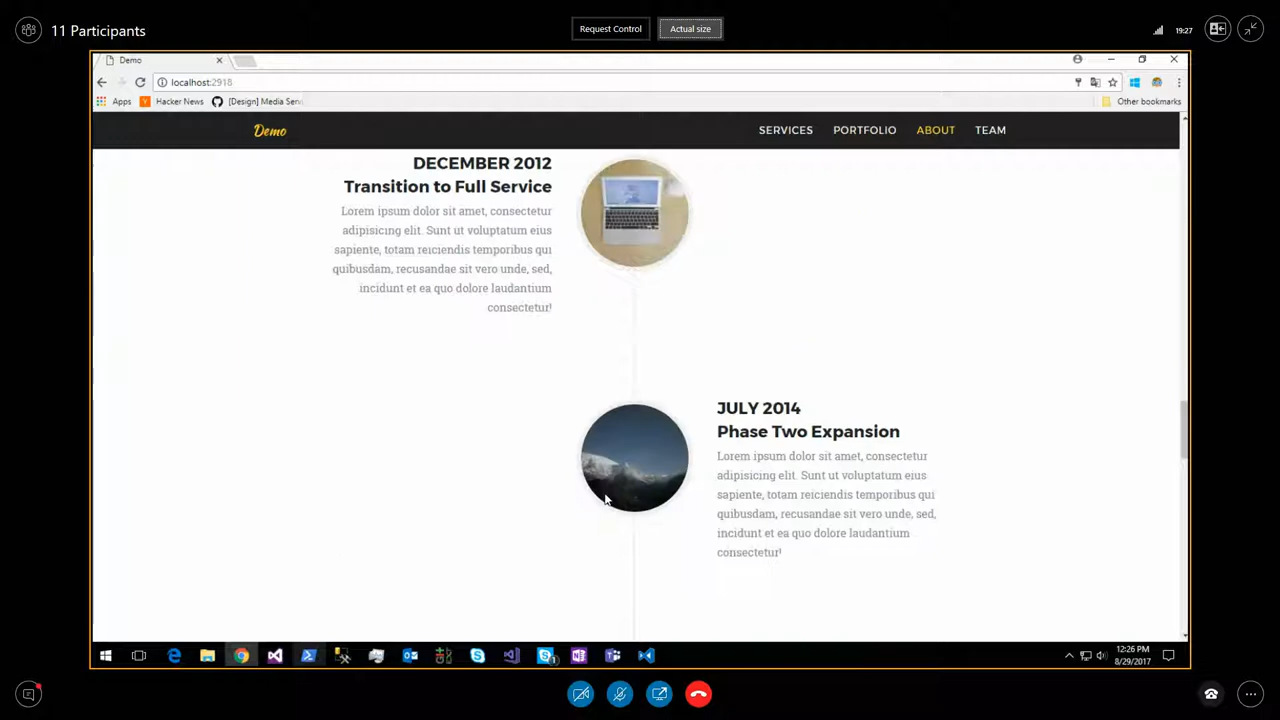 11 Participants
Request Control
Actual size
19:27
Demo
localhost:2918
Apps
Hacker News
[Design] Media Serv
Other bookmarks
Demo
SERVICES
PORTFOLIO
ABOUT
TEAM
DECEMBER 2012
Transition to Full Service
Lorem ipsum dolor sit amet, consectetur
adipisicing elit. Sunt ut voluptatum eius
sapiente, totam reiciendis temporibus qui
quibusdam, recusandae sit vero unde, sed,
incidunt et ea quo dolore laudantium
consectetur!
JULY 2014
Phase Two Expansion
Lorem ipsum dolor sit amet, consectetur
adipisicing elit. Sunt ut voluptatum eius
sapiente, totam reiciendis temporibus qui
quibusdam, recusandae sit vero unde, sed,
incidunt et ea quo dolore laudantium
consectetur!
12:26 PM
8/29/2017